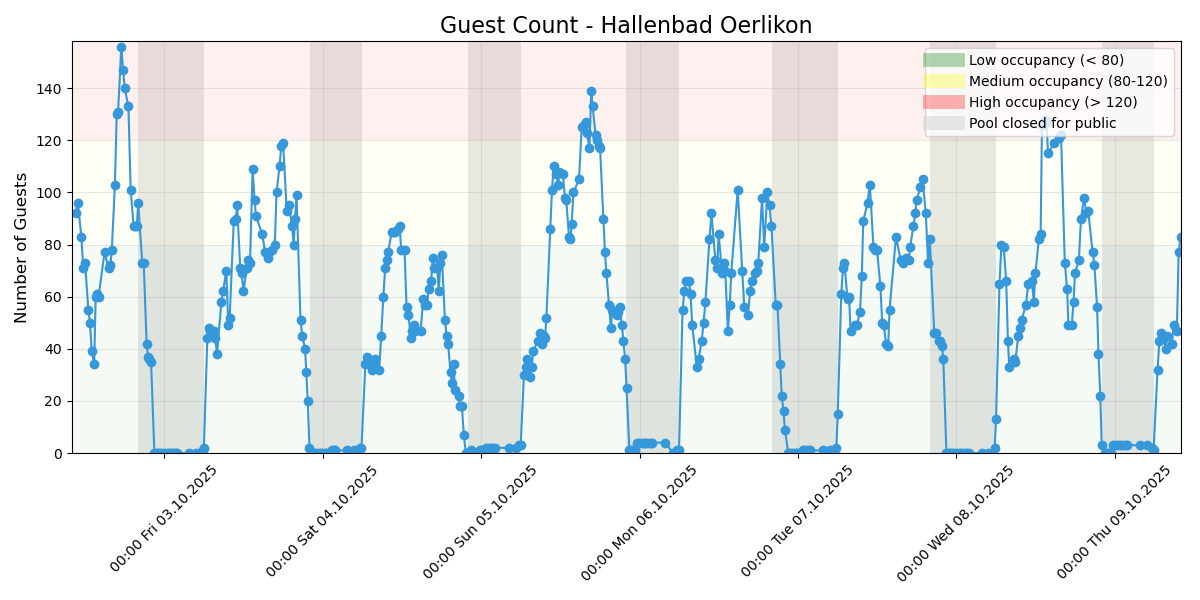 Guest Count - Hallenbad Oerlikon
Number of Guests
140
120
100
80
60
40
20
0
Low occupancy (< 80)
Medium occupancy (80-120)
High occupancy (> 120)
Pool closed for public
00:00 Fri 03.10.2025
00:00 Sat 04.10.2025
00:00 Sun 05.10.2025
00:00 Mon 06.10.2025
00:00 Tue 07.10.2025
00:00 Wed 08.10.2025
00:00 Thu 09.10.2025